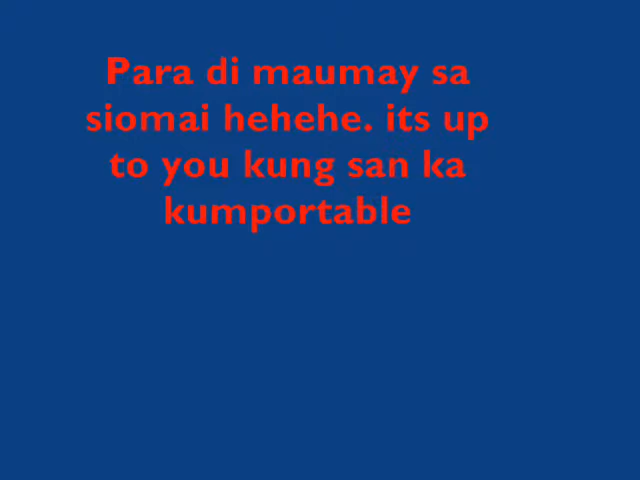 Para di maumay sa
siomai hehehe. its up
to you kung san ka
kumportable